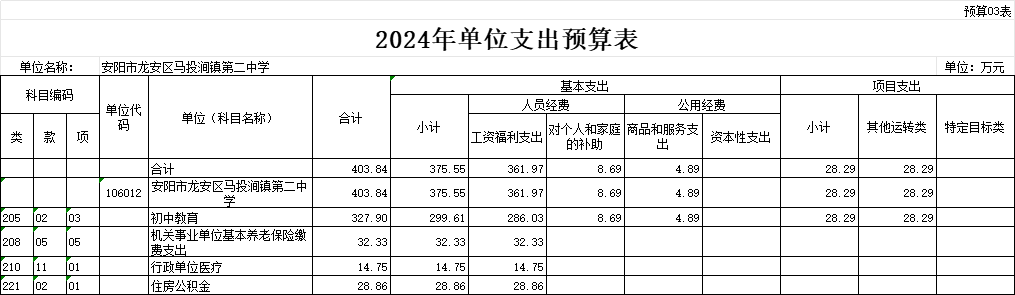 预算03表
2024年单位支出预算表
单位名称： 安阳市龙安区马投涧镇第二中学 单位：万元
科目编码 单位代码 单位（科目名称） 合计 基本支出 项目支出
小计 人员经费 公用经费 小计 其他运转类 特定目标类
类 款 项 工资福利支出 对个人和家庭的补助 商品和服务支出 资本性支出
合计 403.84 375.55 361.97 8.69 4.89 28.29 28.29
106012 安阳市龙安区马投涧镇第二中学 403.84 375.55 361.97 8.69 4.89 28.29 28.29
205 02 03 初中教育 327.90 299.61 286.03 8.69 4.89 28.29 28.29
208 05 05 机关事业单位基本养老保险缴费支出 32.33 32.33 32.33
210 11 01 行政单位医疗 14.75 14.75 14.75
221 02 01 住房公积金 28.86 28.86 28.86